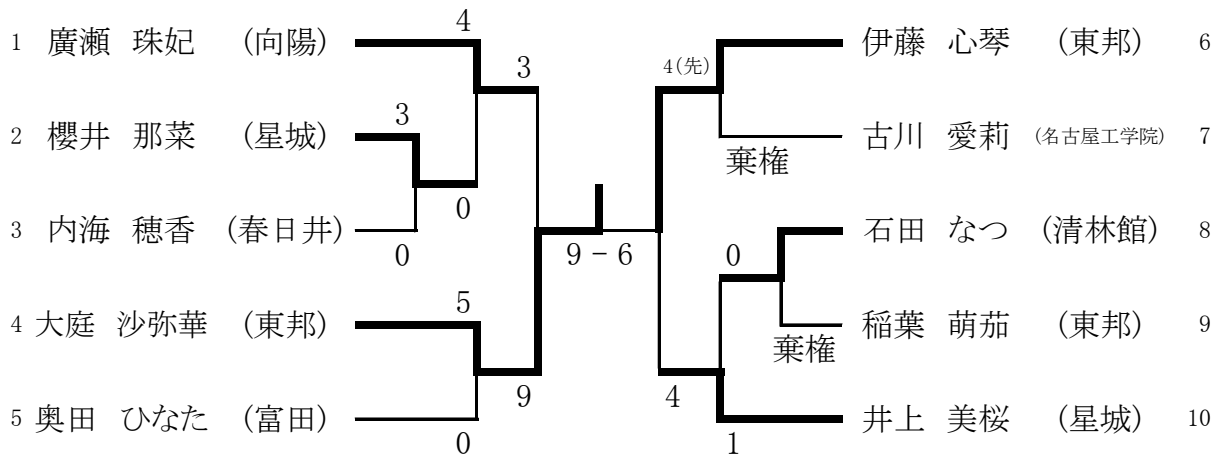 1 廣瀬 珠妃 (向陽)
4
3
2 櫻井 那菜 (星城)
3
0
3 内海 穂香 (春日井)
0
4 大庭 沙弥華 (東邦)
5
9
5 奥田 ひなた (富田)
0
9 − 6
4(先)
伊藤 心琴 (東邦) 6
古川 愛莉 (名古屋工学院) 7
棄権
石田 なつ (清林館) 8
0
稲葉 萌茄 (東邦) 9
棄権
4
井上 美桜 (星城) 10
1